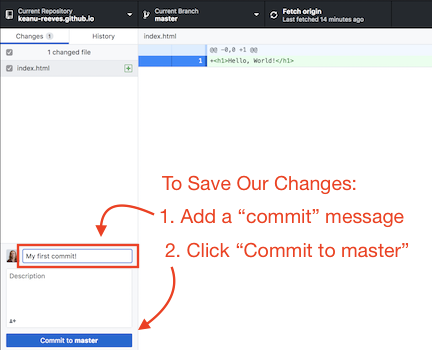 Current Repository
keanu-reeves.github.io
Current Branch
master
Fetch origin
Last fetched 14 minutes ago
Changes 1
History
index.html
1 changed file
@@ -0,0 +1 @@
index.html
1 +<h1>Hello, World!</h1>
To Save Our Changes:
1. Add a “commit” message
2. Click “Commit to master”
My first commit!
Description
Commit to master